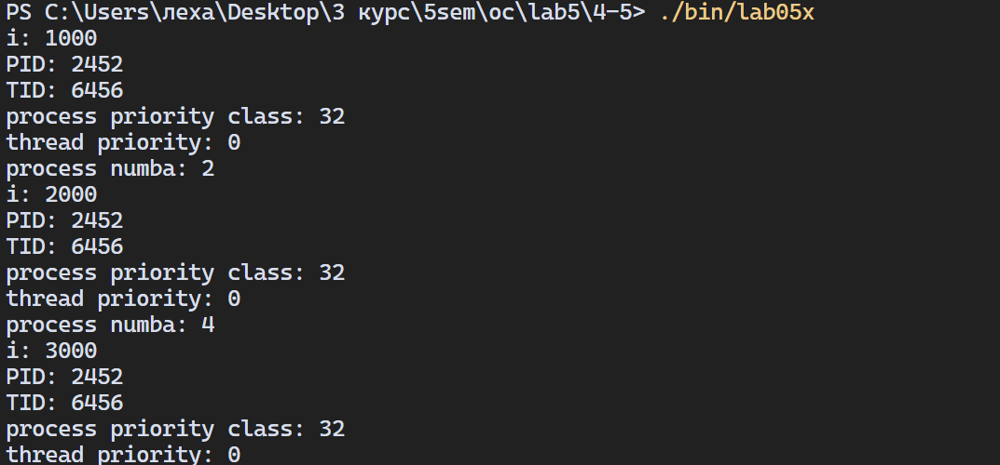 PS C:\Users\леха\Desktop\3 курс\5sem\ос\lab5\4-5> ./bin/lab05x
i: 1000
PID: 2452
TID: 6456
process priority class: 32
thread priority: 0
process numba: 2
i: 2000
PID: 2452
TID: 6456
process priority class: 32
thread priority: 0
process numba: 4
i: 3000
PID: 2452
TID: 6456
process priority class: 32
thread priority: 0